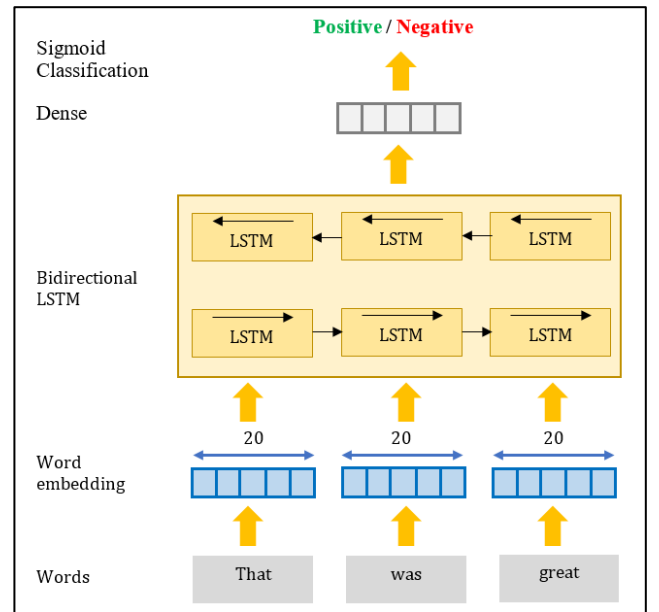 Positive / Negative
Sigmoid
Classification
Dense
LSTM LSTM LSTM
Bidirectional
LSTM
LSTM LSTM LSTM
20 20 20
Word
embedding
Words That was great